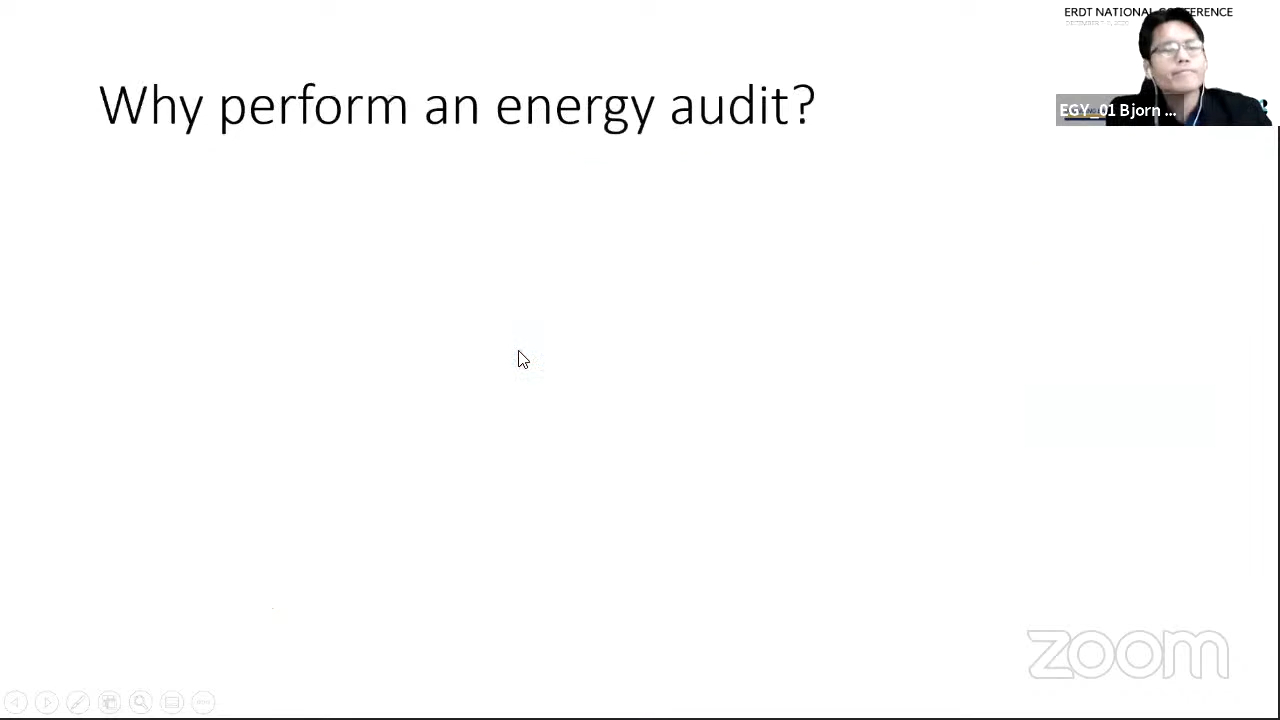 ERDT NATIONAL CONFERENCE
Why perform an energy audit?
EGY_01 Bjorn ...
zoom